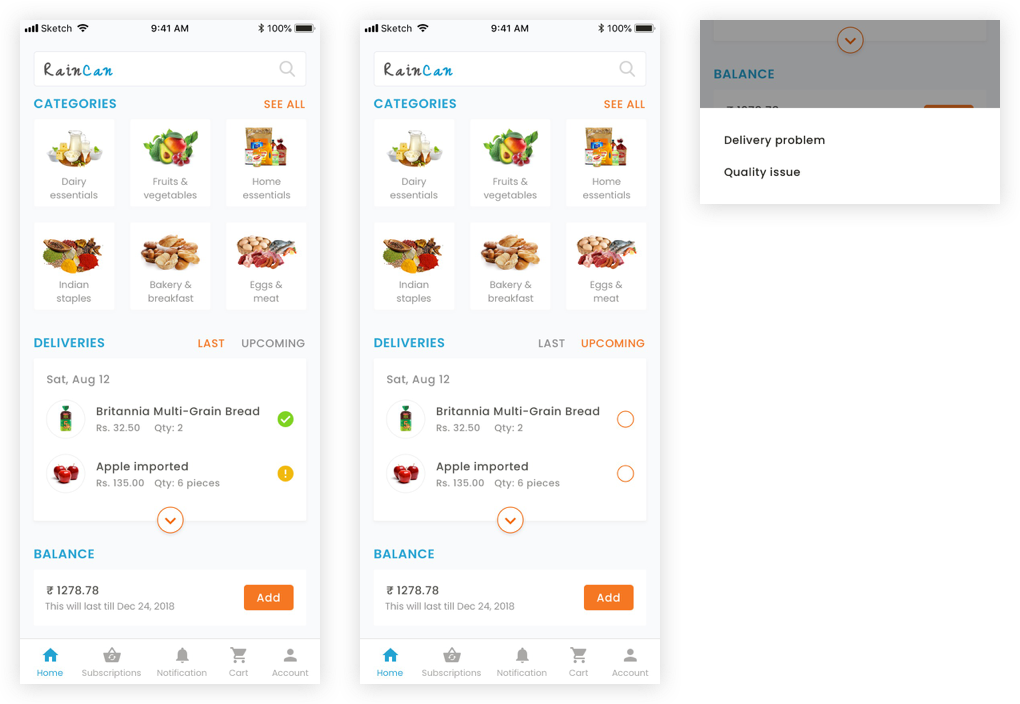 Sketch 9:41 AM 100%
RainCan
CATEGORIES SEE ALL
Dairy essentials
Fruits & vegetables
Home essentials
Indian staples
Bakery & breakfast
Eggs & meat
DELIVERIES LAST UPCOMING
Sat, Aug 12
Britannia Multi-Grain Bread
Rs. 32.50 Qty: 2
Apple imported
Rs. 135.00 Qty: 6 pieces
BALANCE
₹ 1278.78
This will last till Dec 24, 2018
Add
Home Subscriptions Notification Cart Account
Sketch 9:41 AM 100%
RainCan
CATEGORIES SEE ALL
Dairy essentials
Fruits & vegetables
Home essentials
Indian staples
Bakery & breakfast
Eggs & meat
DELIVERIES LAST UPCOMING
Sat, Aug 12
Britannia Multi-Grain Bread
Rs. 32.50 Qty: 2
Apple imported
Rs. 135.00 Qty: 6 pieces
BALANCE
₹ 1278.78
This will last till Dec 24, 2018
Add
Home Subscriptions Notification Cart Account
BALANCE
Delivery problem
Quality issue